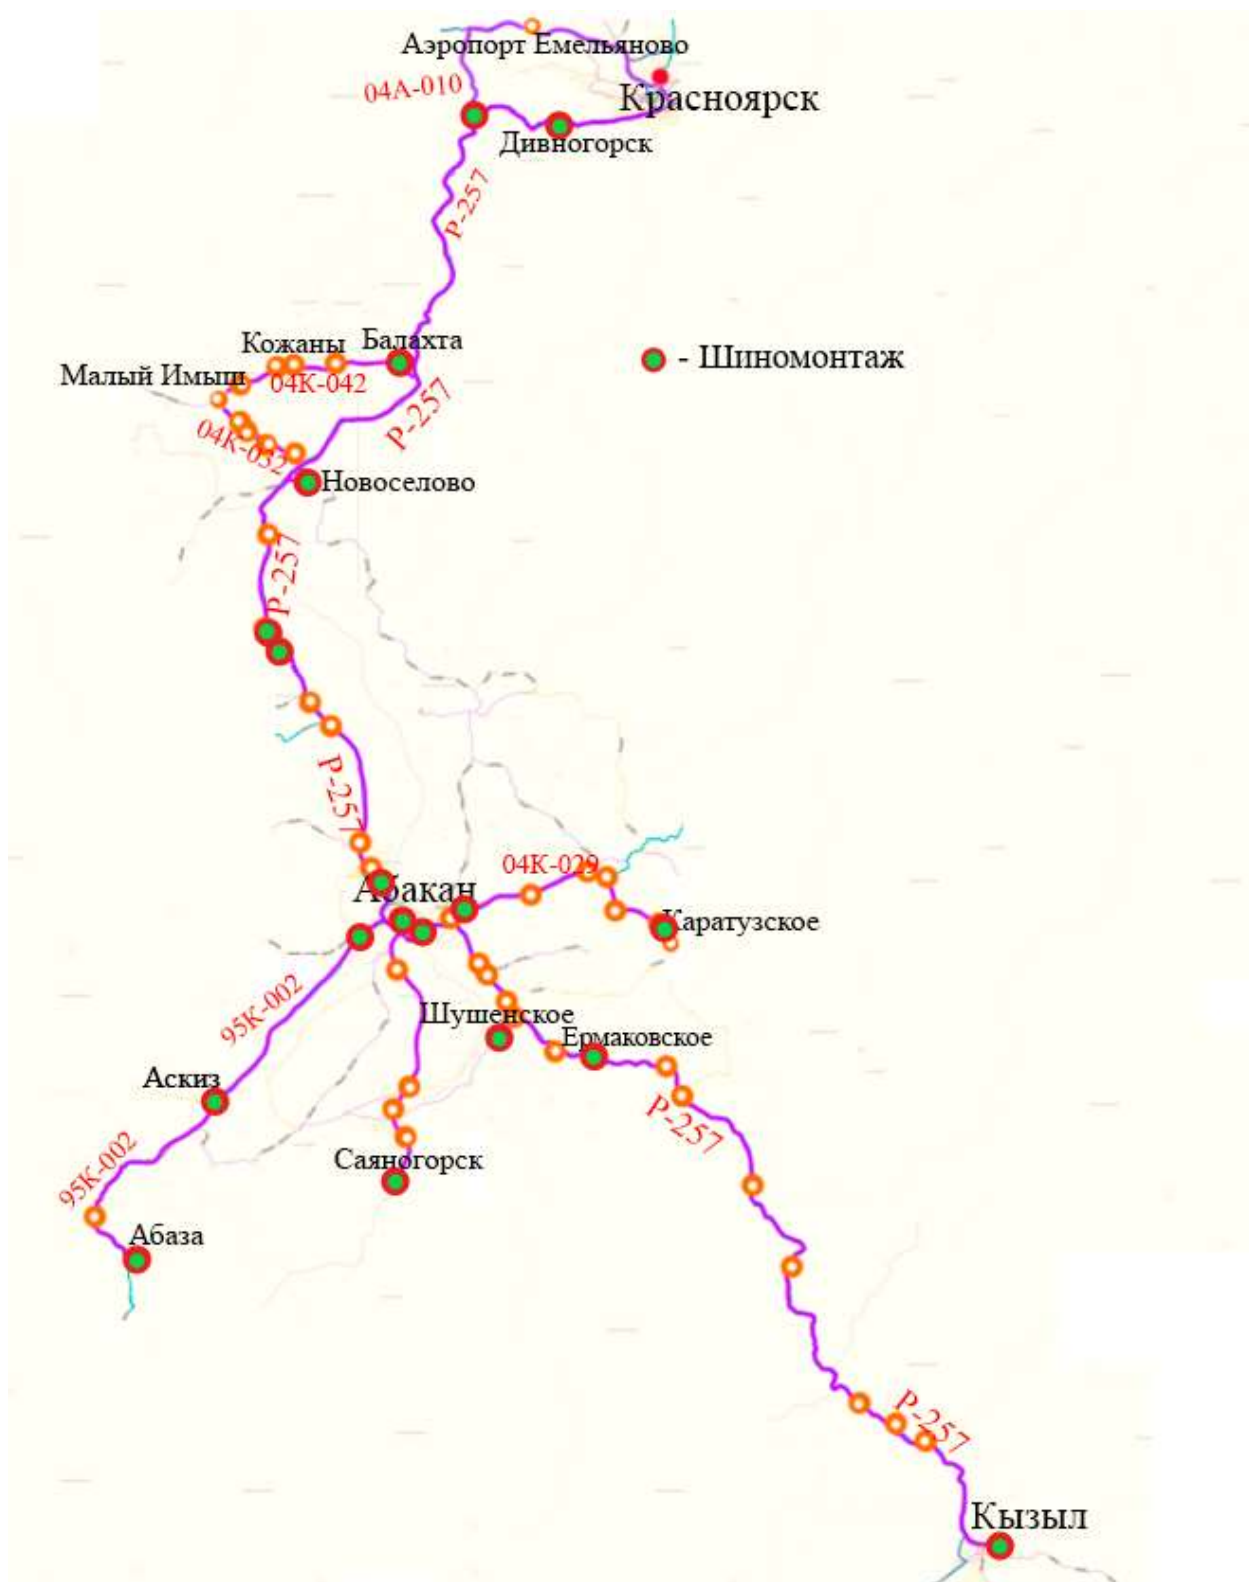 Аэропорт Емельяново
04А-010
Красноярск
Дивногорск
Р-257
Кожаны
Балахта
- Шиномонтаж
Малый Имыш
04К-042
Р-257
04К-032
Новоселово
Р-257
Р-257
04К-029
Абакан
Каратузское
95К-002
Шушенское
Ермаковское
Аскиз
Р-257
95К-002
Саяногорск
Абаза
Р-257
Кызыл